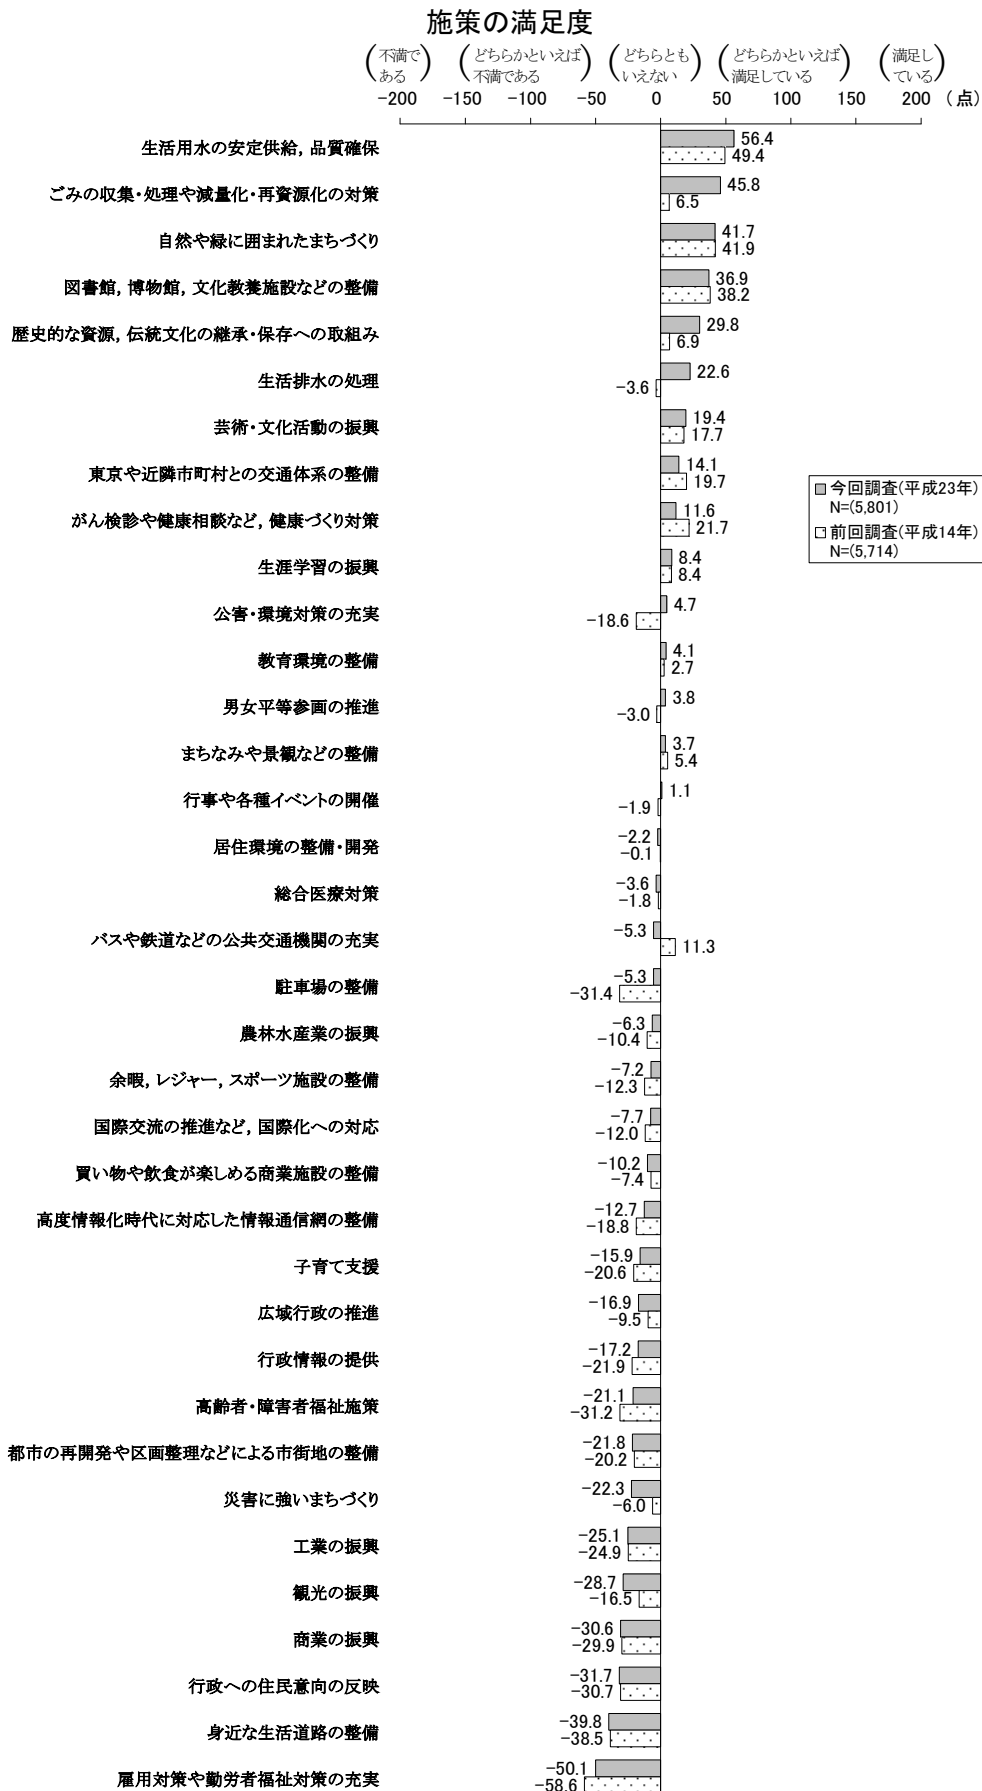 施策の満足度
(不満である)
(どちらかといえば不満である)
(どちらともいえない)
(どちらかといえば満足している)
(満足している)
-200 -150 -100 -50 0 50 100 150 200 (点)
生活用水の安定供給,品質確保 56.4
49.4
ごみの収集・処理や減量化・再資源化の対策 45.8
6.5
自然や緑に囲まれたまちづくり 41.7
41.9
図書館,博物館,文化教養施設などの整備 36.9
38.2
歴史的な資源,伝統文化の継承・保存への取組み 29.8
6.9
生活排水の処理 22.6
-3.6
芸術・文化活動の振興 19.4
17.7
東京や近隣市町村との交通体系の整備 14.1
19.7
がん検診や健康相談など,健康づくり対策 11.6
21.7
今回調査(平成23年)
N=(5,801)
前回調査(平成14年)
N=(5,714)
生涯学習の振興 8.4
8.4
公害・環境対策の充実 4.7
-18.6
教育環境の整備 4.1
2.7
男女平等参画の推進 3.8
-3.0
まちなみや景観などの整備 3.7
5.4
行事や各種イベントの開催 1.1
-1.9
居住環境の整備・開発 -2.2
-0.1
総合医療対策 -3.6
-1.8
バスや鉄道などの公共交通機関の充実 -5.3
11.3
駐車場の整備 -5.3
-31.4
農林水産業の振興 -6.3
-10.4
余暇,レジャー,スポーツ施設の整備 -7.2
-12.3
国際交流の推進など,国際化への対応 -7.7
-12.0
買い物や飲食が楽しめる商業施設の整備 -10.2
-7.4
高度情報化時代に対応した情報通信網の整備 -12.7
-18.8
子育て支援 -15.9
-20.6
広域行政の推進 -16.9
-9.5
行政情報の提供 -17.2
-21.9
高齢者・障害者福祉施策 -21.1
-31.2
都市の再開発や区画整理などによる市街地の整備 -21.8
-20.2
災害に強いまちづくり -22.3
-6.0
工業の振興 -25.1
-24.9
観光の振興 -28.7
-16.5
商業の振興 -30.6
-29.9
行政への住民意向の反映 -31.7
-30.7
身近な生活道路の整備 -39.8
-38.5
雇用対策や勤労者福祉対策の充実 -50.1
-58.6